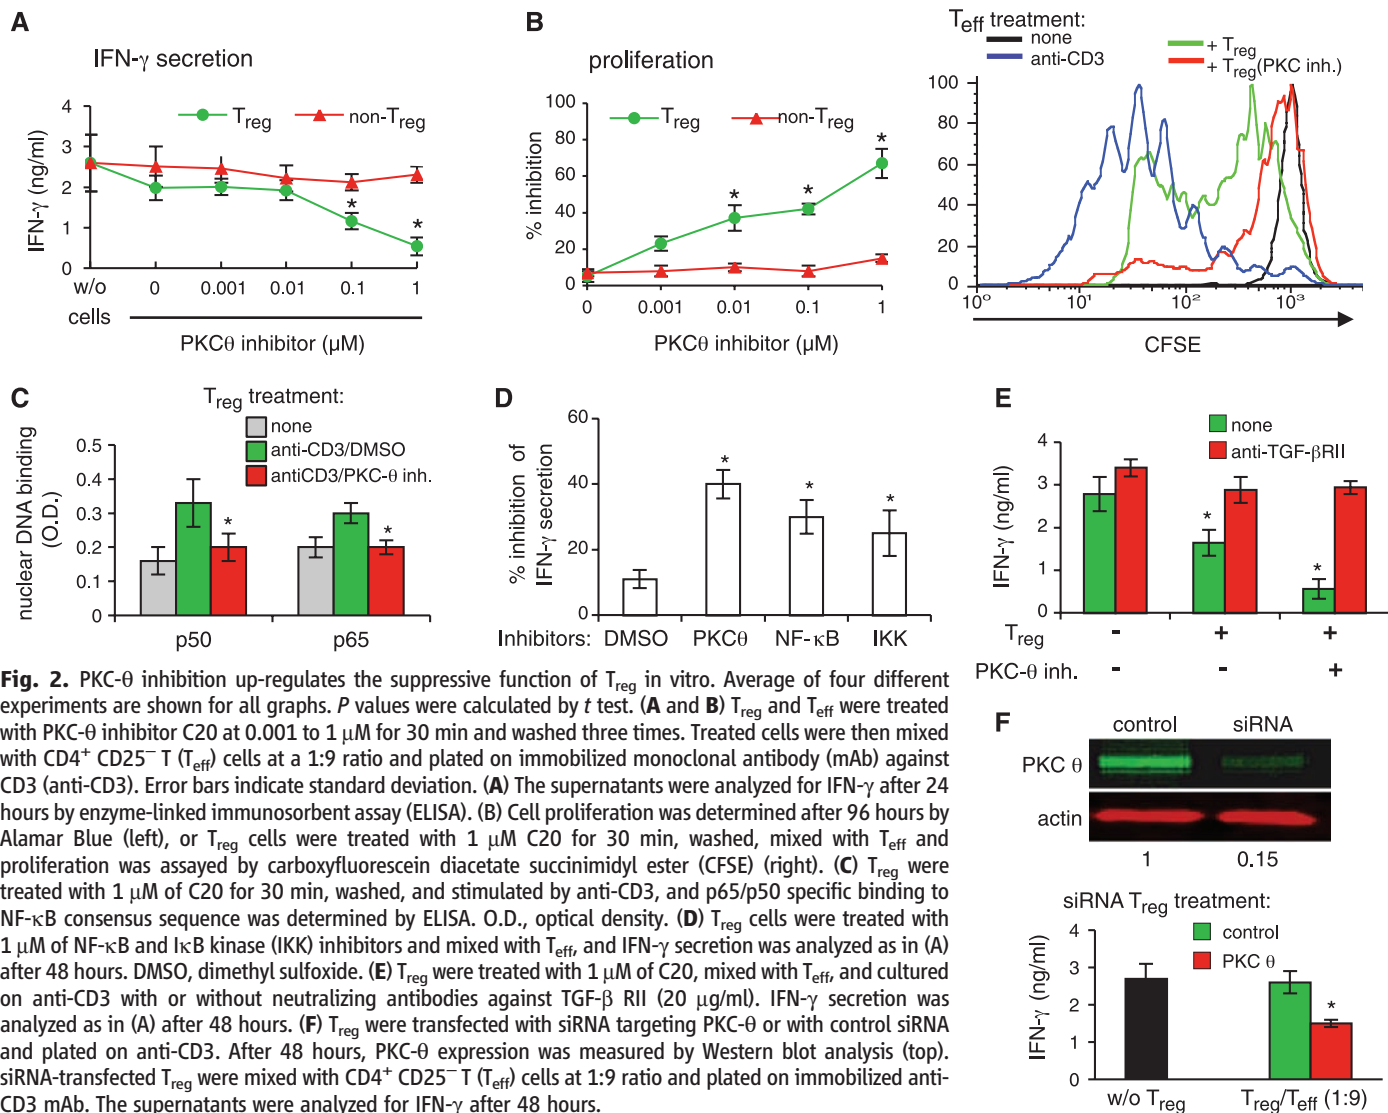 A
IFN-γ secretion
IFN-γ (ng/ml)
4
3
2
1
0
Treg
non-Treg
*
*
w/o
0
0.001
0.01
0.1
1
cells
PKCθ inhibitor (μM)
B
proliferation
% inhibition
100
80
60
40
20
0
Treg
non-Treg
*
*
*
0
0.001
0.01
0.1
1
PKCθ inhibitor (μM)
Teff treatment:
none
anti-CD3
+ Treg
+ Treg(PKC inh.)
100
80
60
40
20
0
10⁰
10¹
10²
10³
CFSE
C
Treg treatment:
none
anti-CD3/DMSO
antiCD3/PKC-θ inh.
nuclear DNA binding
(O.D.)
0.5
0.4
0.3
0.2
0.1
0
*
*
p50
p65
D
% inhibition of
IFN-γ secretion
60
40
20
0
*
*
*
Inhibitors: DMSO PKCθ NF-κB IKK
E
none
anti-TGF-βRII
IFN-γ (ng/ml)
4
3
2
1
0
*
*
Treg - + +
PKC-θ inh. - - +
Fig. 2. PKC-θ inhibition up-regulates the suppressive function of Treg in vitro. Average of four different
experiments are shown for all graphs. P values were calculated by t test. (A and B) Treg and Teff were treated
with PKC-θ inhibitor C20 at 0.001 to 1 μM for 30 min and washed three times. Treated cells were then mixed
with CD4⁺ CD25⁻ T (Teff) cells at a 1:9 ratio and plated on immobilized monoclonal antibody (mAb) against
CD3 (anti-CD3). Error bars indicate standard deviation. (A) The supernatants were analyzed for IFN-γ after 24
hours by enzyme-linked immunosorbent assay (ELISA). (B) Cell proliferation was determined after 96 hours by
Alamar Blue (left), or Treg cells were treated with 1 μM C20 for 30 min, washed, mixed with Teff and
proliferation was assayed by carboxyfluorescein diacetate succinimidyl ester (CFSE) (right). (C) Treg were
treated with 1 μM of C20 for 30 min, washed, and stimulated by anti-CD3, and p65/p50 specific binding to
NF-κB consensus sequence was determined by ELISA. O.D., optical density. (D) Treg cells were treated with
1 μM of NF-κB and IκB kinase (IKK) inhibitors and mixed with Teff, and IFN-γ secretion was analyzed as in (A)
after 48 hours. DMSO, dimethyl sulfoxide. (E) Treg were treated with 1 μM of C20, mixed with Teff, and cultured
on anti-CD3 with or without neutralizing antibodies against TGF-β RII (20 μg/ml). IFN-γ secretion was
analyzed as in (A) after 48 hours. (F) Treg were transfected with siRNA targeting PKC-θ or with control siRNA
and plated on anti-CD3. After 48 hours, PKC-θ expression was measured by Western blot analysis (top).
siRNA-transfected Treg were mixed with CD4⁺ CD25⁻ T (Teff) cells at 1:9 ratio and plated on immobilized anti-
CD3 mAb. The supernatants were analyzed for IFN-γ after 48 hours.
F
control siRNA
PKC θ
actin
1 0.15
siRNA Treg treatment:
control
PKC θ
IFN-γ (ng/ml)
4
3
2
1
0
*
w/o Treg
Treg/Teff (1:9)